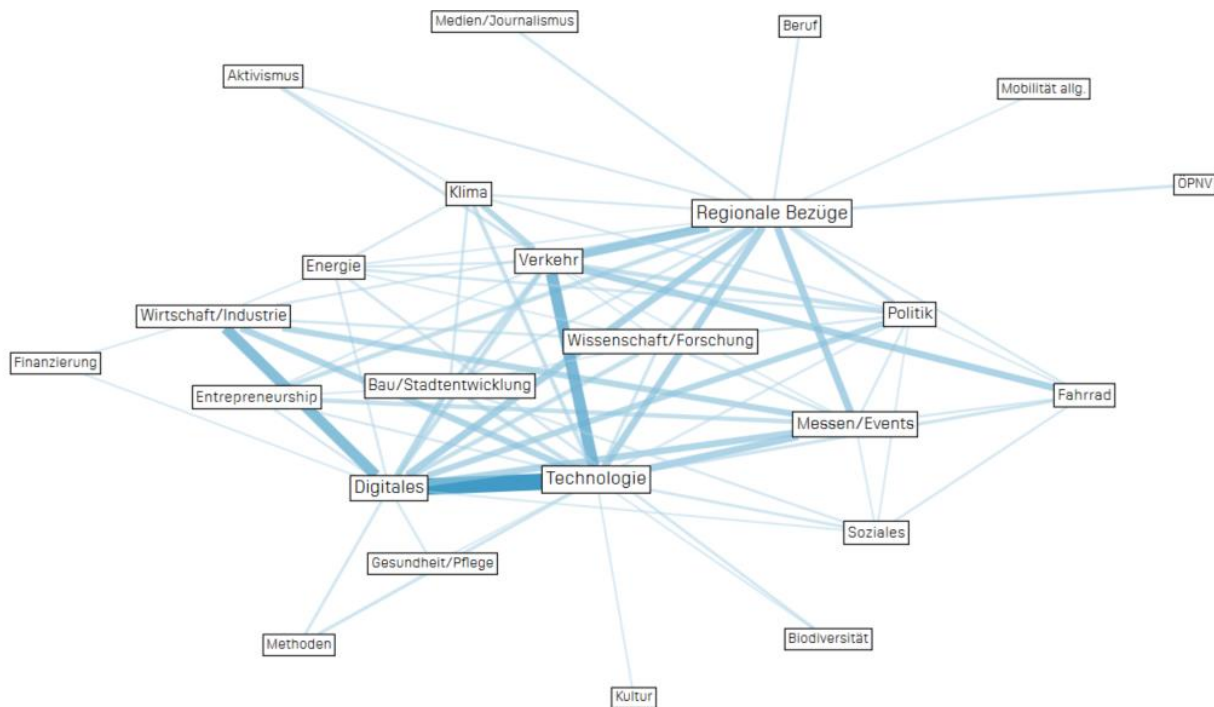 Medien/Journalismus
Beruf
Aktivismus
Mobilität allg.
Klima
ÖPNV
Regionale Bezüge
Verkehr
Energie
Wirtschaft/Industrie
Politik
Wissenschaft/Forschung
Finanzierung
Bau/Stadtentwicklung
Entrepreneurship
Fahrrad
Messen/Events
Technologie
Digitales
Soziales
Gesundheit/Pflege
Biodiversität
Methoden
Kultur